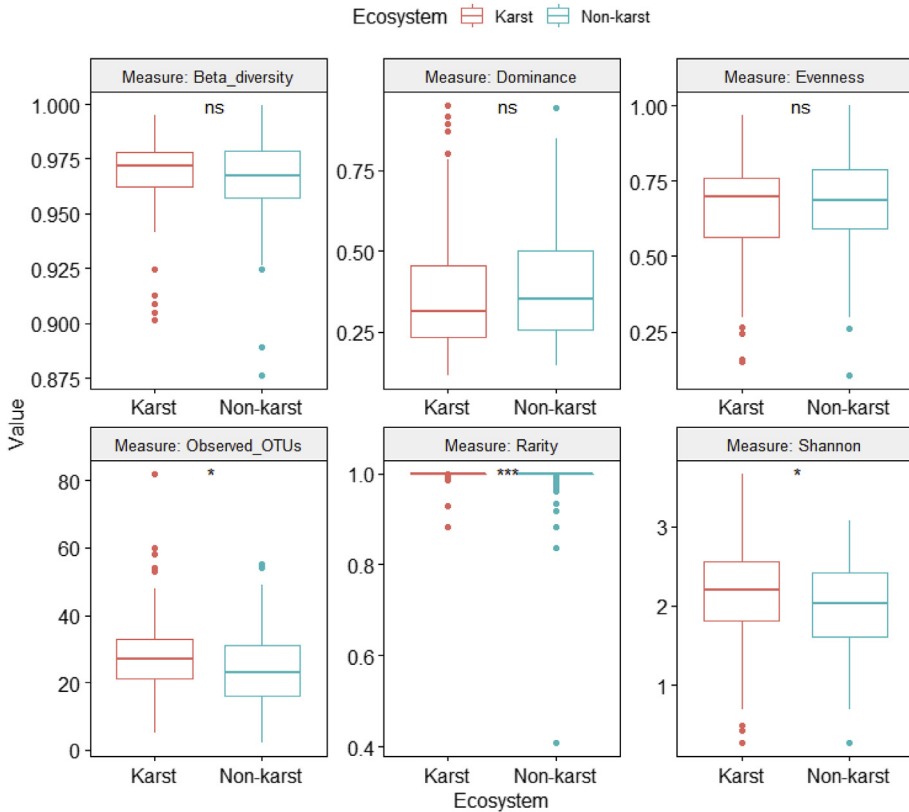 Ecosystem Karst Non-karst
Measure: Beta_diversity Measure: Dominance Measure: Evenness
ns ns ns
1.000
0.975
0.950
0.925
0.900
0.875
0.75
0.50
0.25
1.00
0.75
0.50
0.25
Karst Non-karst Karst Non-karst Karst Non-karst
Value
Measure: Observed_OTUs Measure: Rarity Measure: Shannon
* *** *
80
60
40
20
0
1.0
0.8
0.6
0.4
3
2
1
Karst Non-karst Karst Non-karst Karst Non-karst
Ecosystem